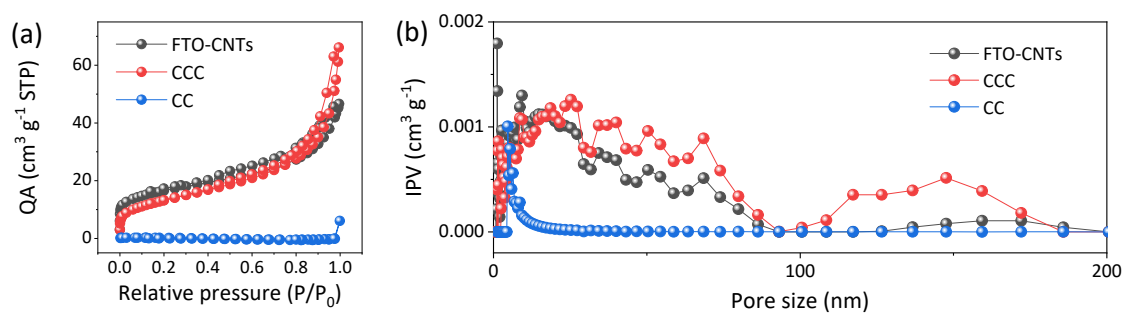 (a)
QA (cm³ g⁻¹ STP)
60
40
20
0
FTO-CNTs
CCC
CC
0.0 0.2 0.4 0.6 0.8 1.0
Relative pressure (P/P₀)
(b)
IPV (cm³ g⁻¹)
0.002
0.001
0.000
FTO-CNTs
CCC
CC
0 100 200
Pore size (nm)